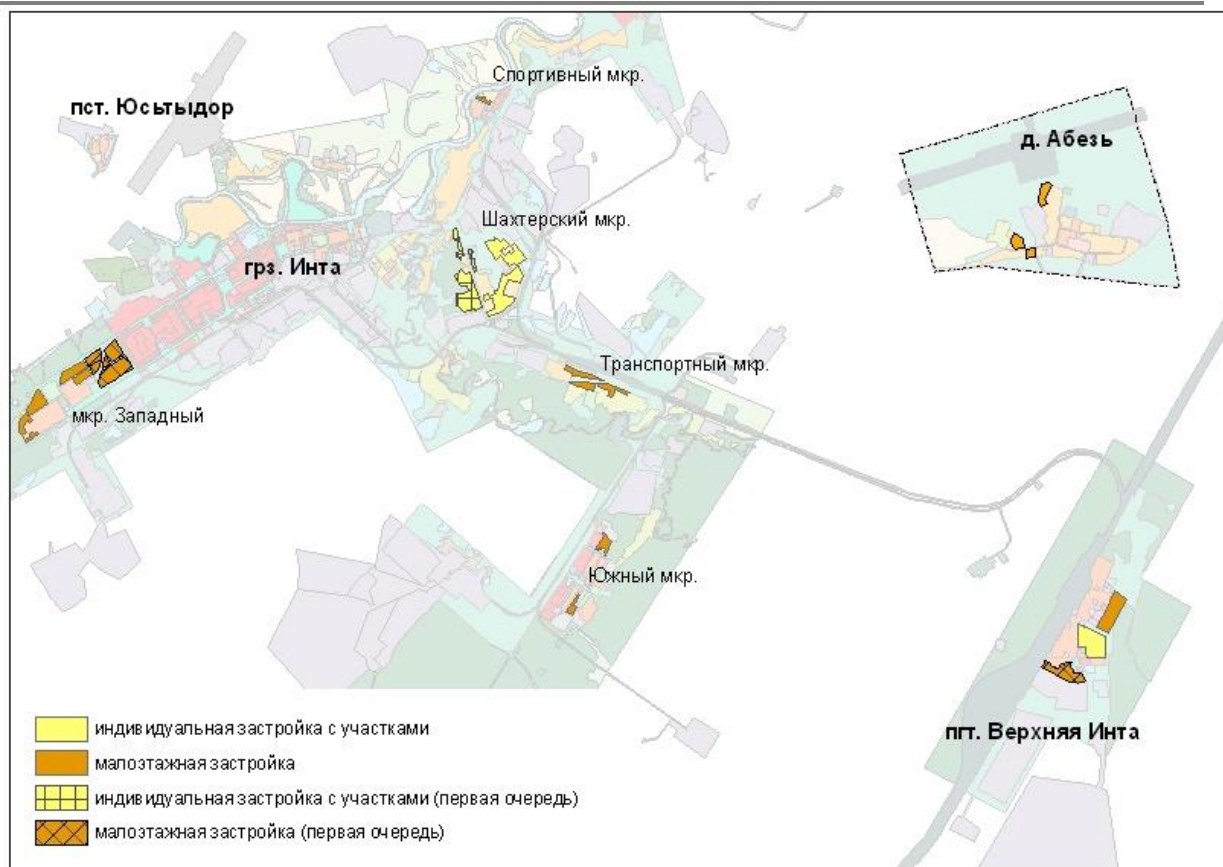 Спортивный мкр.
пст. Юсьтыдор
д. Абезь
Шахтерский мкр.
грз. Инта
Транспортный мкр.
мкр. Западный
Южный мкр.
пгт. Верхняя Инта
индивидуальная застройка с участками
малоэтажная застройка
индивидуальная застройка с участками (первая очередь)
малоэтажная застройка (первая очередь)